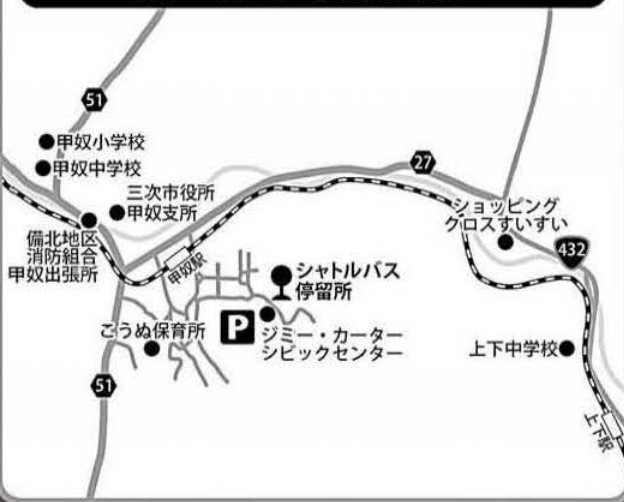 51
甲奴小学校
甲奴中学校
三次市役所
甲奴支所
27
ショッピング
クロスすいすい
432
備北地区
消防組合
甲奴出張所
甲奴駅
シャトルバス
停留所
こうぬ保育所
P
ジミー・カーター
シビックセンター
上下中学校
51
上下駅